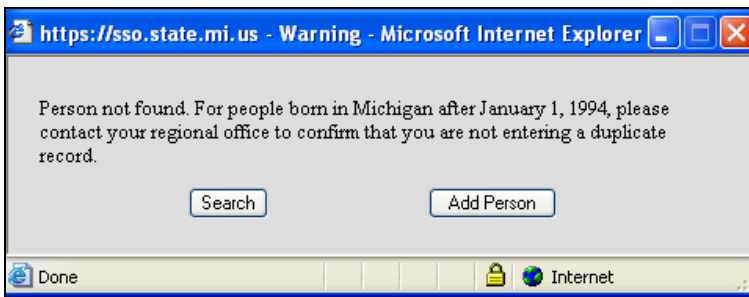 https://sso.state.mi.us - Warning - Microsoft Internet Explorer
Person not found. For people born in Michigan after January 1, 1994, please
contact your regional office to confirm that you are not entering a duplicate
record.
Search Add Person
Done Internet